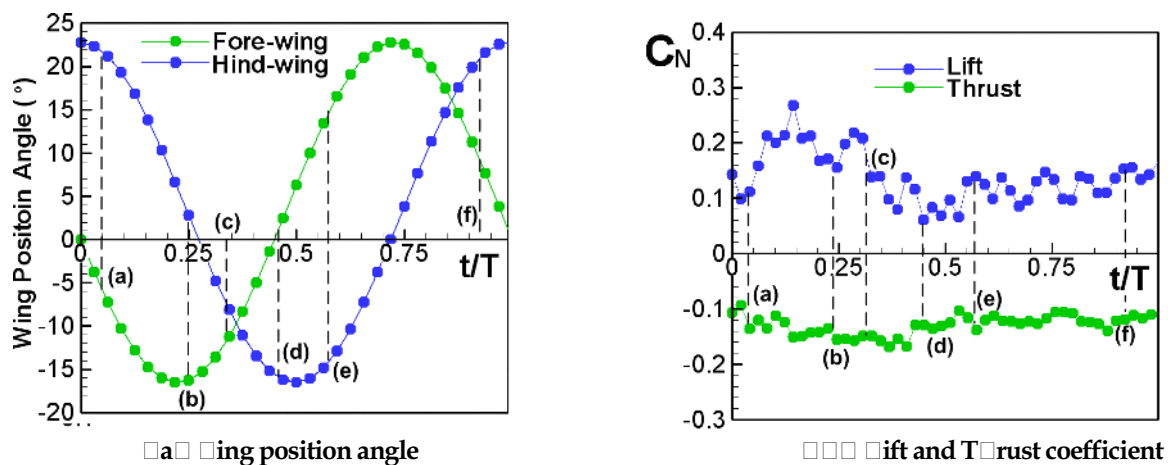 25
20
15
10
5
0
-5
-10
-15
-20
Wing Positoin Angle (°)
Fore-wing
Hind-wing
0 0.25 0.5 0.75
t/T
(a)
(b)
(c)
(d)
(e)
(f)
□a□ □ing position angle
0.4
0.3
0.2
0.1
0
-0.1
-0.2
-0.3
CN
Lift
Thrust
0.25 0.5 0.75
t/T
(a)
(b)
(c)
(d)
(e)
(f)
□□□ □ift and T□rust coefficient